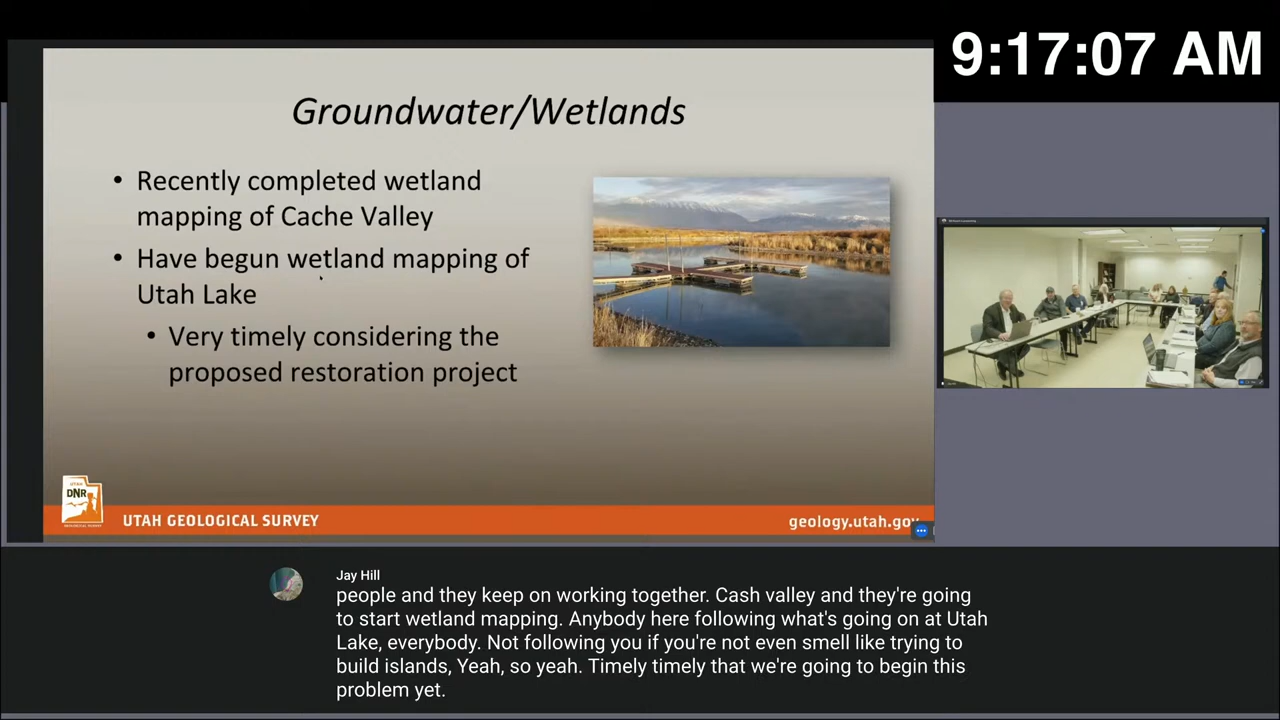 9:17:07 AM
Groundwater/Wetlands
• Recently completed wetland
mapping of Cache Valley
• Have begun wetland mapping of
Utah Lake
• Very timely considering the
proposed restoration project
UTAH
DNR
UTAH GEOLOGICAL SURVEY
geology.utah.gov
Jay Hill
people and they keep on working together. Cash valley and they're going
to start wetland mapping. Anybody here following what's going on at Utah
Lake, everybody. Not following you if you're not even smell like trying to
build islands, Yeah, so yeah. Timely timely that we're going to begin this
problem yet.